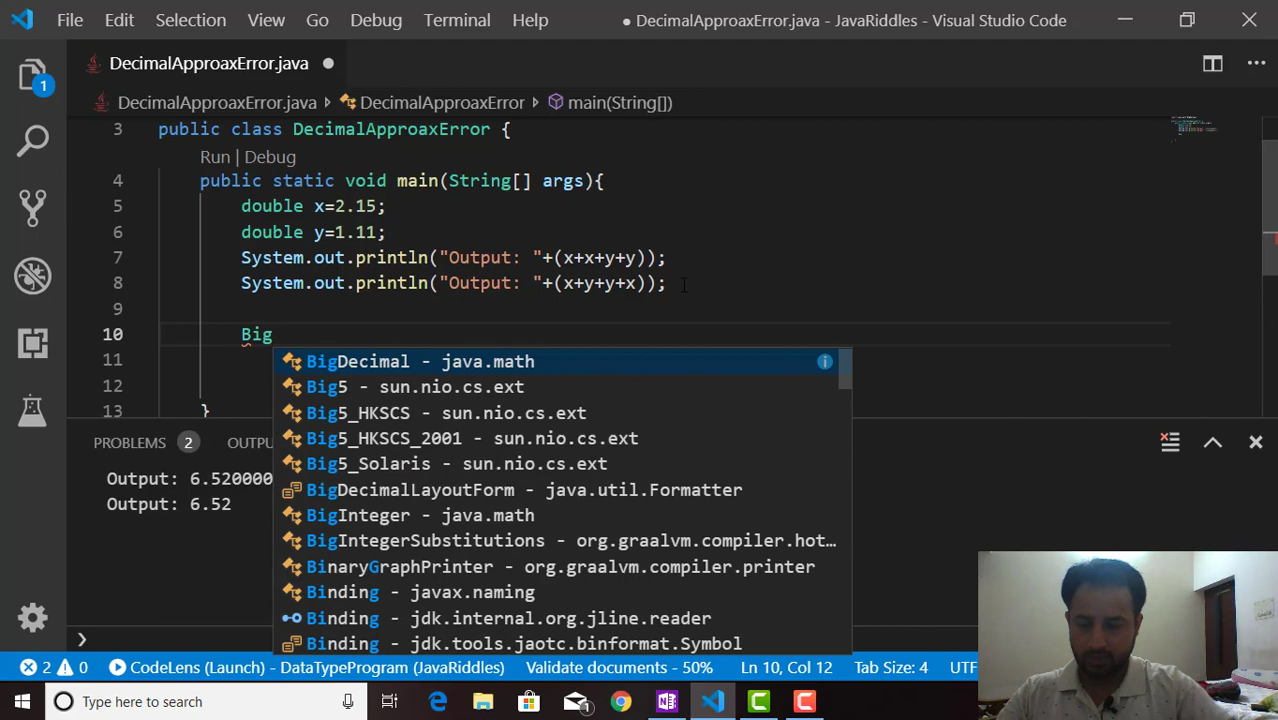 File Edit Selection View Go Debug Terminal Help ● DecimalApproaxError.java - JavaRiddles - Visual Studio Code
DecimalApproaxError.java ●
1
DecimalApproaxError.java › DecimalApproaxError › main(String[])
3 public class DecimalApproaxError {
Run | Debug
4 public static void main(String[] args){
5 double x=2.15;
6 double y=1.11;
7 System.out.println("Output: "+(x+x+y+y));
8 System.out.println("Output: "+(x+y+y+x));
9
10 Big
11
12
13 }
BigDecimal - java.math
Big5 - sun.nio.cs.ext
Big5_HKSCS - sun.nio.cs.ext
Big5_HKSCS_2001 - sun.nio.cs.ext
Big5_Solaris - sun.nio.cs.ext
BigDecimalLayoutForm - java.util.Formatter
BigInteger - java.math
BigIntegerSubstitutions - org.graalvm.compiler.hot…
BinaryGraphPrinter - org.graalvm.compiler.printer
Binding - javax.naming
Binding - jdk.internal.org.jline.reader
Binding - jdk.tools.jaotc.binformat.Symbol
PROBLEMS 2 OUTPU
Output: 6.520000
Output: 6.52
2 0 CodeLens (Launch) - DataTypeProgram (JavaRiddles) Validate documents - 50% Ln 10, Col 12 Tab Size: 4 UTF
Type here to search
1